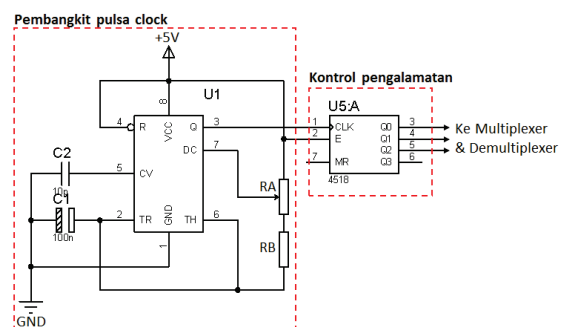 Pembangkit pulsa clock
+5V
U1
4
R
8
VCC
Q
3
DC
7
C2
10n
5
CV
C1
100n
2
TR
GND
1
TH
6
RA
RB
GND
Kontrol pengalamatan
U5:A
1
CLK
Q0
3
2
E
Q1
4
Q2
5
7
MR
Q3
6
4518
Ke Multiplexer
& Demultiplexer